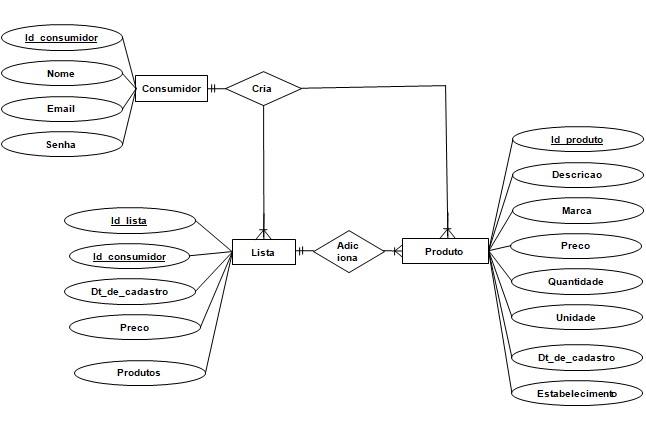 Id_consumidor
Nome
Email
Senha
Consumidor
Cria
Id_lista
Id_consumidor
Dt_de_cadastro
Preco
Produtos
Lista
Adic
iona
Produto
Id_produto
Descricao
Marca
Preco
Quantidade
Unidade
Dt_de_cadastro
Estabelecimento